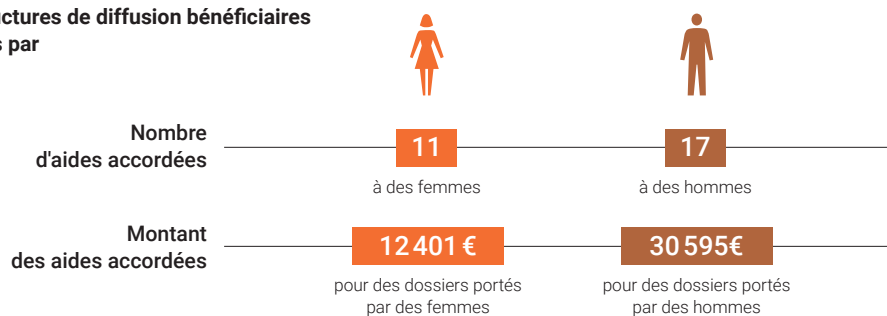 de diffusion bénéficiaires
par
Nombre
d'aides accordées
11
17
à des femmes
à des hommes
Montant
des aides accordées
12 401 €
30 595€
pour des dossiers portés
par des femmes
pour des dossiers portés
par des hommes